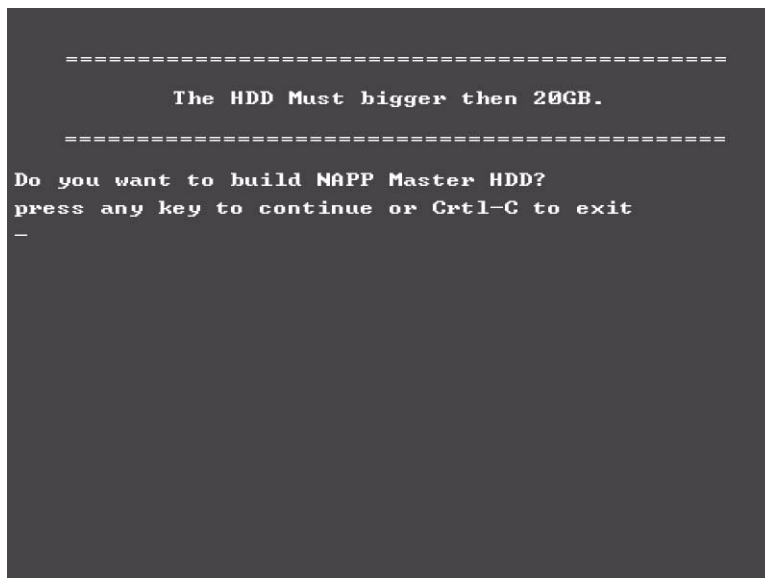 ==============================================
The HDD Must bigger then 20GB.
==============================================
Do you want to build NAPP Master HDD?
press any key to continue or Crtl-C to exit
_